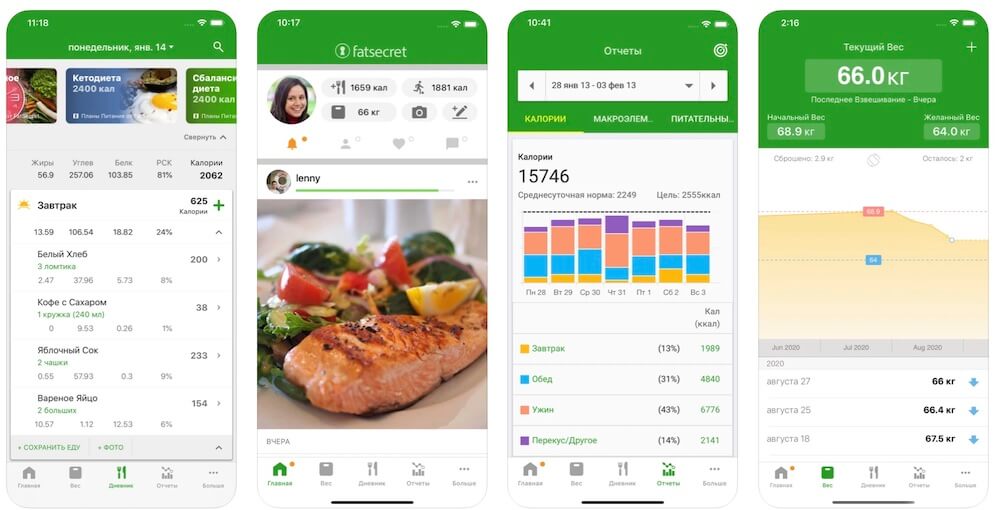 11:18
понедельник, янв. 14
ное
Кетодиета
2400 кал
Планы Питания от
Сбаланси
диета
2400 кал
Планы Пит
Свернуть
Жиры Углев Белк РСК Калории
56.9 257.06 103.85 81% 2062
Завтрак 625
Калории
13.59 106.54 18.82 24%
Белый Хлеб 200
3 ломтика
2.47 37.96 5.73 8%
Кофе с Сахаром 38
1 кружка (240 мл)
0 9.53 0.26 1%
Яблочный Сок 233
2 чашки
0.55 57.93 0.3 9%
Вареное Яйцо 154
2 больших
10.57 1.12 12.53 6%
+ СОХРАНИТЬ ЕДУ + ФОТО
Главная Вес Дневник Отчеты Больше
10:17
fatsecret
1659 кал 1881 кал
66 кг
lenny
ВЧЕРА
Главная Вес Дневник Отчеты Больше
10:41
Отчеты
28 янв 13 - 03 фев 13
КАЛОРИИ МАКРОЭЛЕМ... ПИТАТЕЛЬНЫ...
Калории
15746
Среднесуточная норма: 2249 Цель: 2555ккал
Пн 28 Вт 29 Ср 30 Чт 31 Пт 1 Сб 2 Вс 3
Кал
(ккал)
Завтрак (13%) 1989
Обед (31%) 4840
Ужин (43%) 6776
Перекус/Другое (14%) 2141
Главная Вес Дневник Отчеты Больше
2:16
Текущий Вес
66.0 кг
Последнее Взвешивание - Вчера
Начальный Вес Желанный Вес
68.9 кг 64.0 кг
Сброшено: 2.9 кг Осталось: 2 кг
68.9
64
Jun 2020 Jul 2020 Aug 2020
2020
августа 27 66 кг
августа 25 66.4 кг
августа 18 67.5 кг
Главная Вес Дневник Отчеты Больше